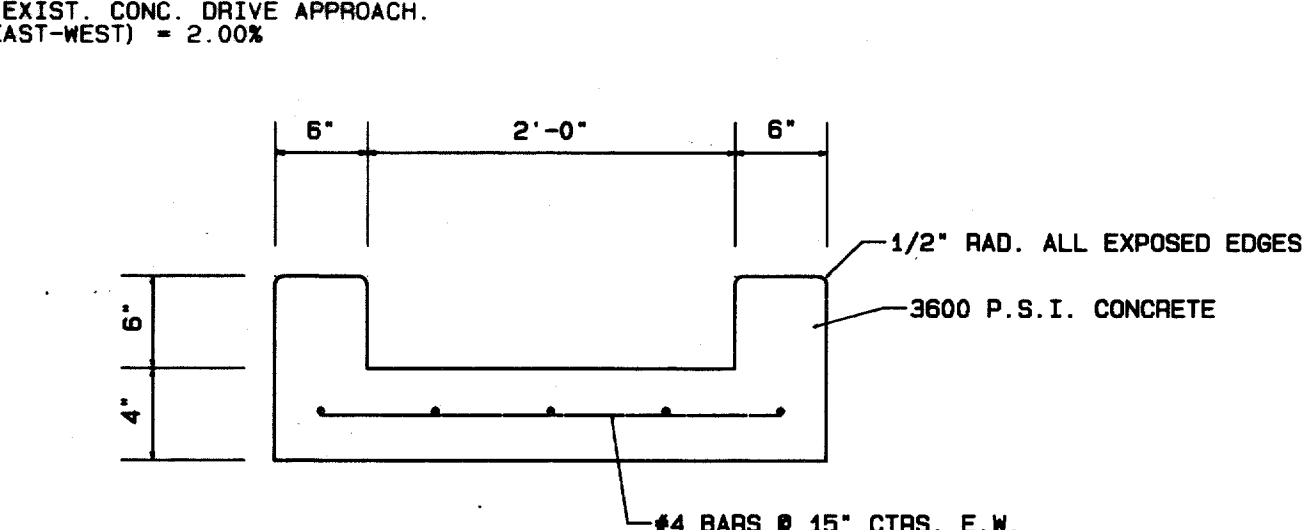 EXIST. CONC. DRIVE APPROACH.
(EAST-WEST) = 2.00%
6"
2'-0"
6"
1/2" RAD. ALL EXPOSED EDGES
6"
3600 P.S.I. CONCRETE
4"
#4 BARS @ 15" CTRS. E.W.